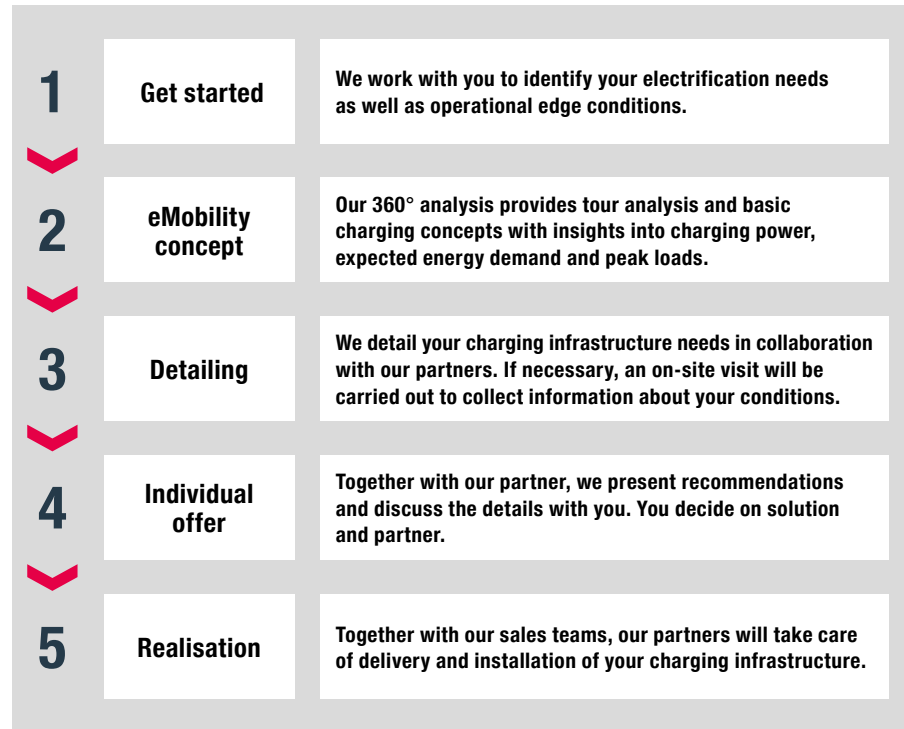 1
Get started
We work with you to identify your electrification needs
as well as operational edge conditions.
2
eMobility
concept
Our 360° analysis provides tour analysis and basic
charging concepts with insights into charging power,
expected energy demand and peak loads.
3
Detailing
We detail your charging infrastructure needs in collaboration
with our partners. If necessary, an on-site visit will be
carried out to collect information about your conditions.
4
Individual
offer
Together with our partner, we present recommendations
and discuss the details with you. You decide on solution
and partner.
5
Realisation
Together with our sales teams, our partners will take care
of delivery and installation of your charging infrastructure.